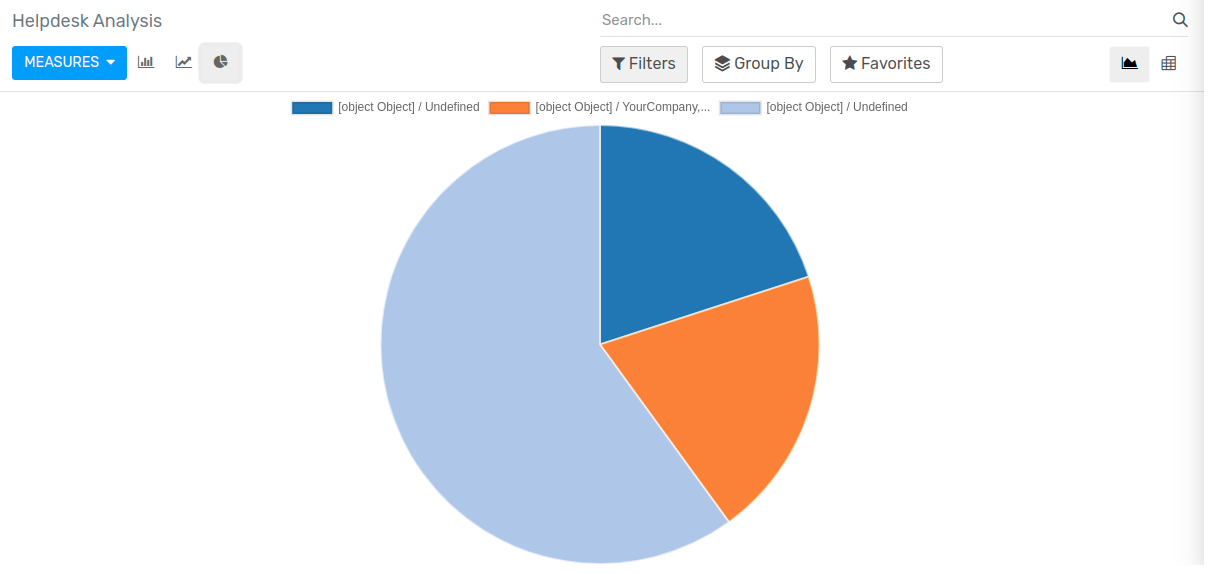 Helpdesk Analysis
Search...
MEASURES
Filters
Group By
Favorites
[object Object] / Undefined
[object Object] / YourCompany,...
[object Object] / Undefined